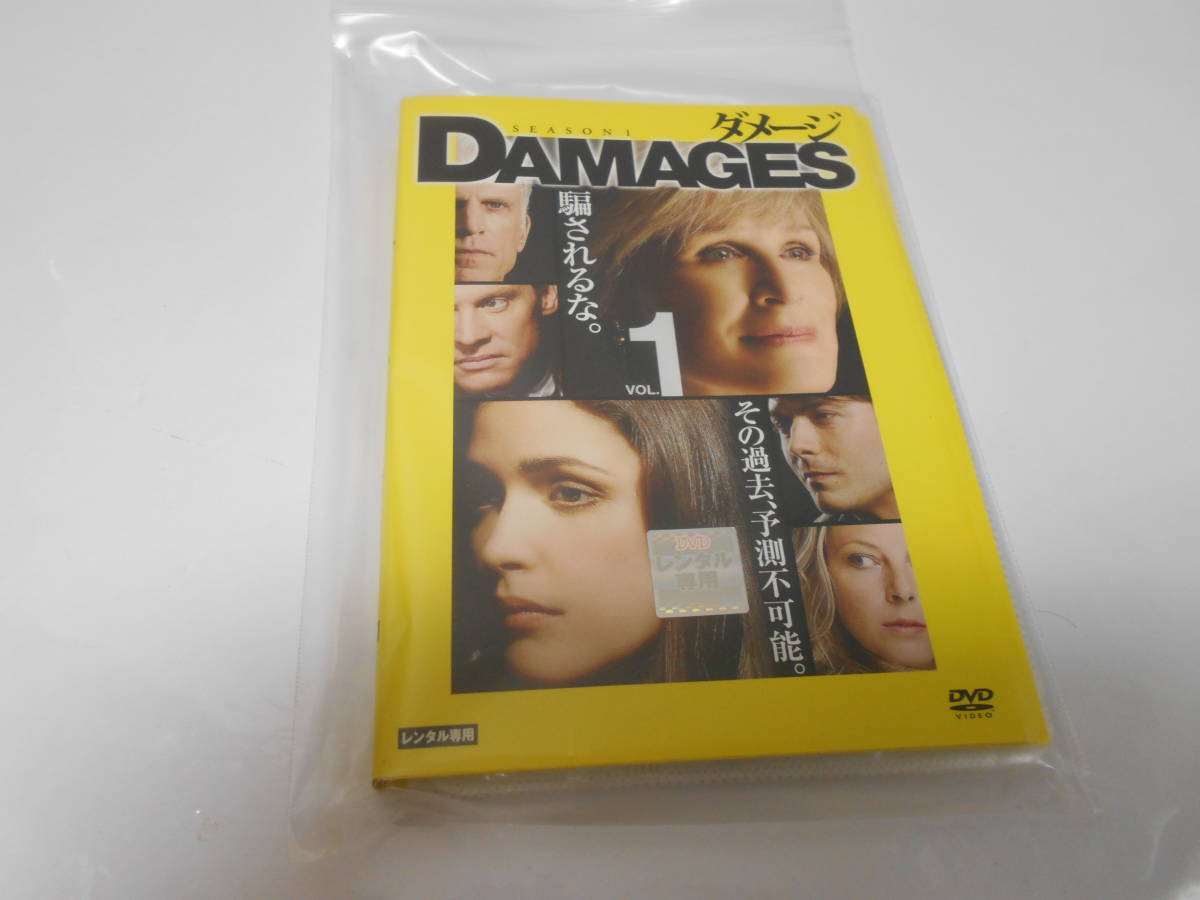 SEASON 1
ダメージ
DAMAGES
騙されるな。
VOL.1
その過去、予測不可能。
DVD
レンタル
専用
レンタル専用
DVD
VIDEO